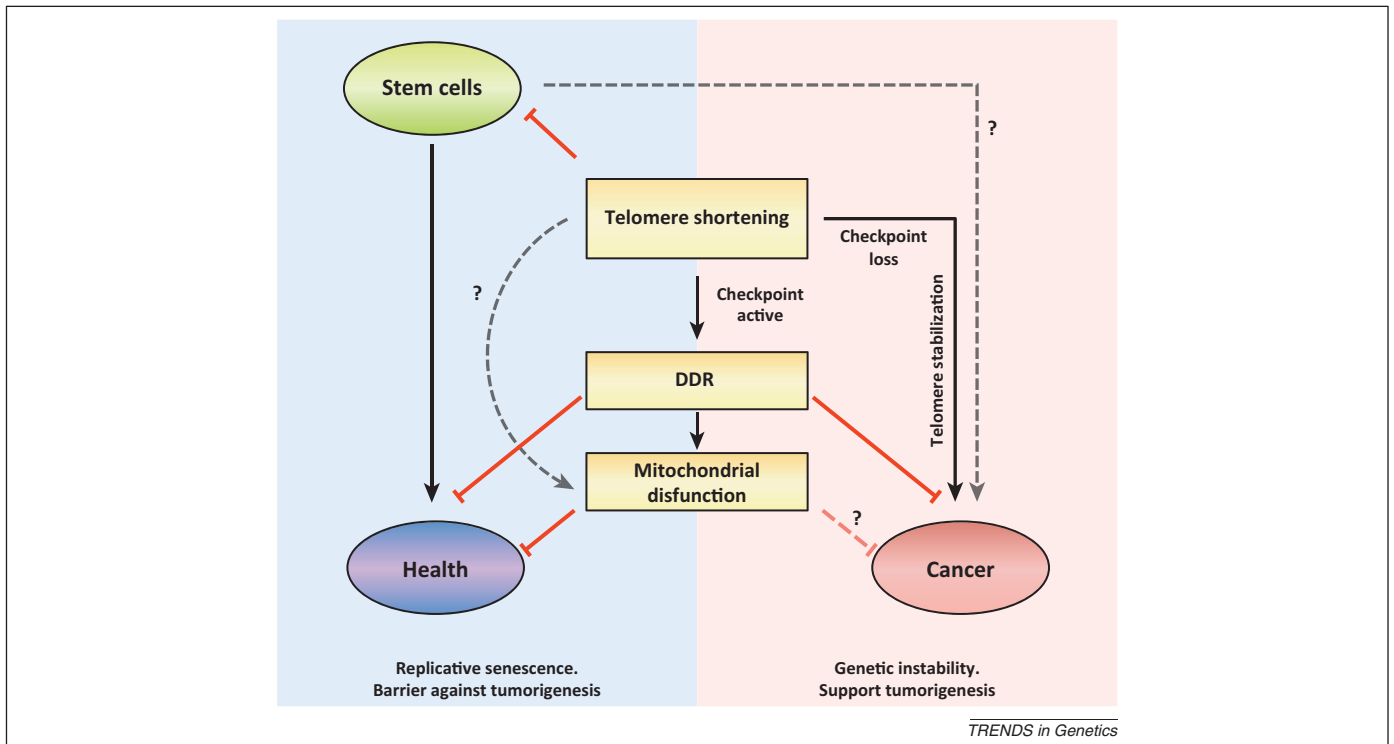 Stem cells
?
Telomere shortening
Checkpoint
loss
?
Checkpoint
active
Telomere stabilization
DDR
Mitochondrial
disfunction
?
Health
Cancer
Replicative senescence.
Barrier against tumorigenesis
Genetic instability.
Support tumorigenesis
TRENDS in Genetics